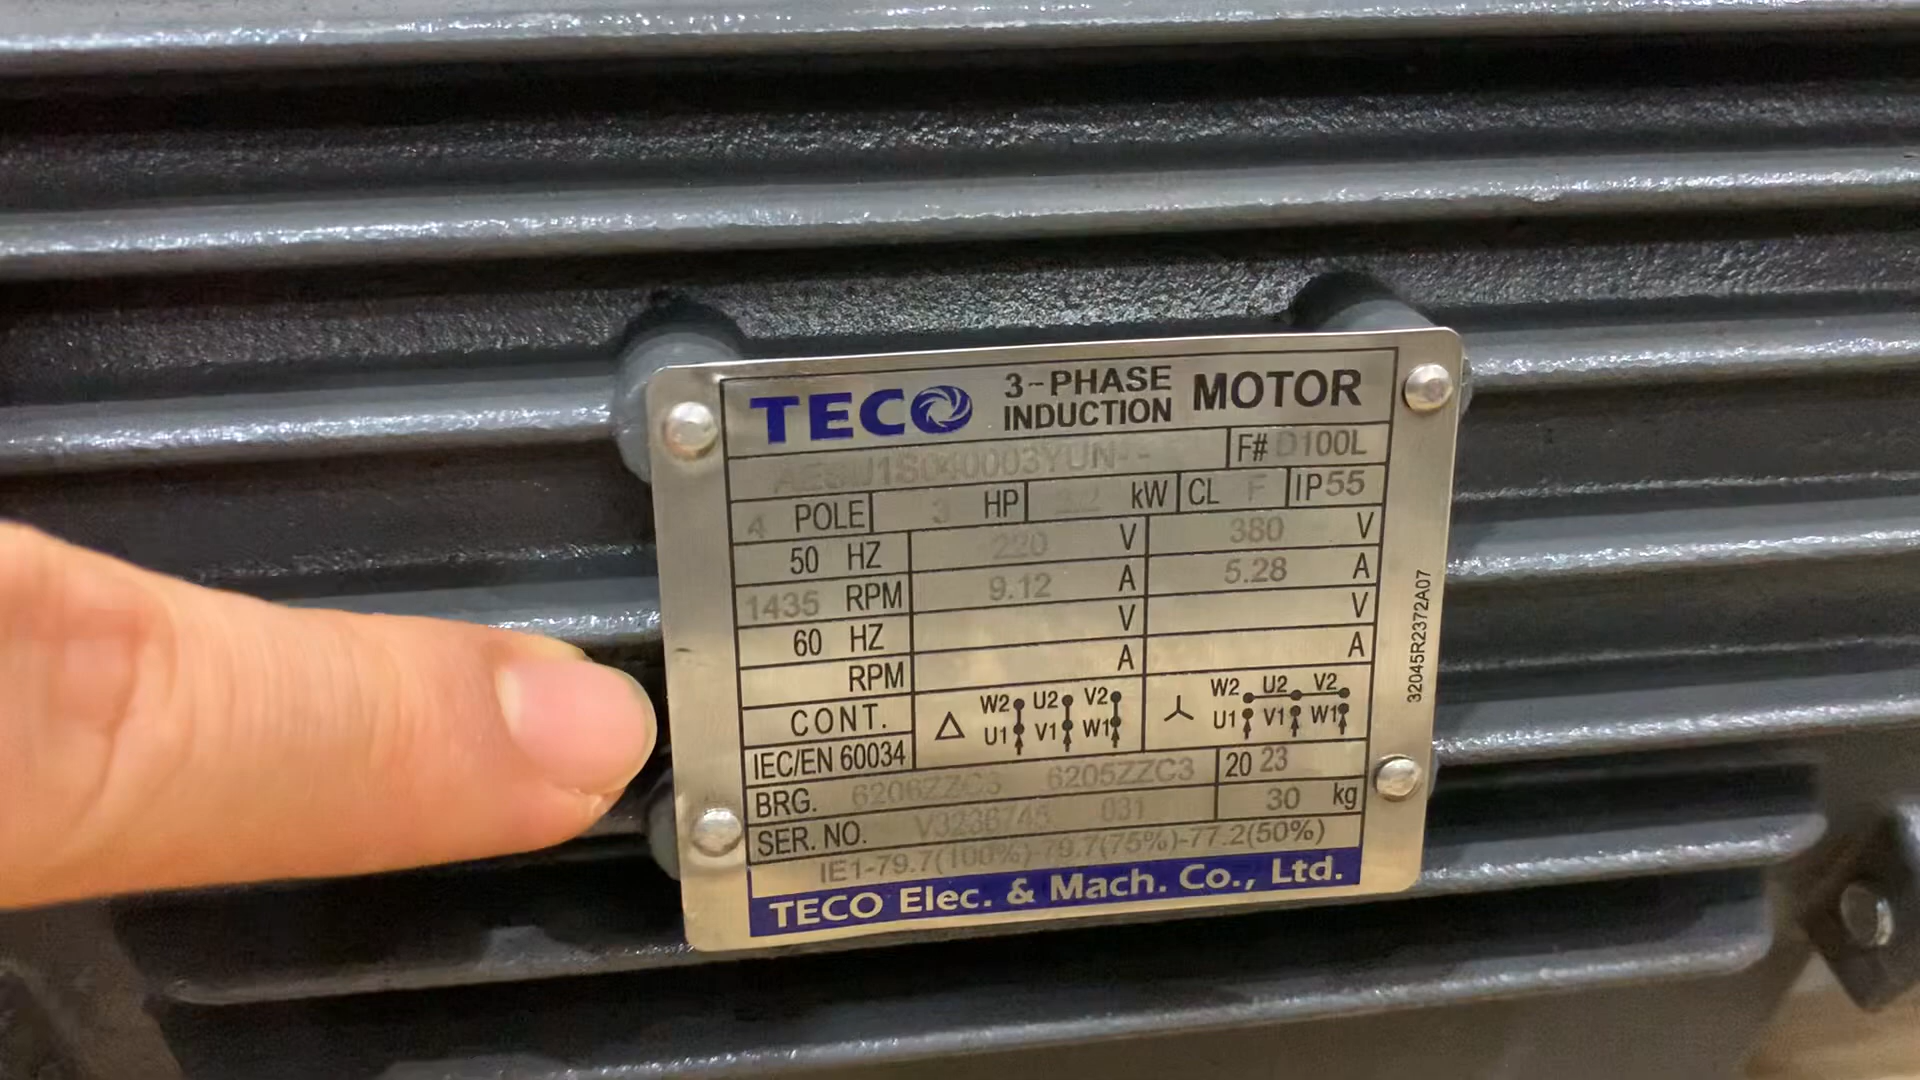 TECO 3-PHASE INDUCTION MOTOR
F# D100L
4 POLE 3 HP 2.2 kW CL F IP55
50 HZ 220 V 380 V
1435 RPM 9.12 A 5.28 A
60 HZ V V
RPM A A
CONT. △ W2 U2 V2 W2 U2 V2
U1 V1 W1 U1 V1 W1
IEC/EN 60034
BRG. 6206ZZC3 6205ZZC3 20 23
SER. NO. 031 30 kg
IE1-79.7(100%)-79.7(75%)-77.2(50%)
TECO Elec. & Mach. Co., Ltd.
32045R2372A07